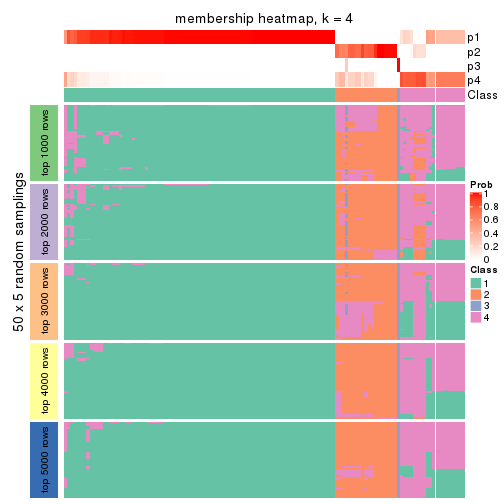 membership heatmap, k = 4
p1
p2
p3
p4
Class
50 x 5 random samplings
top 1000 rows
top 2000 rows
top 3000 rows
top 4000 rows
top 5000 rows
Prob
1
0.8
0.6
0.4
0.2
0
Class
1
2
3
4